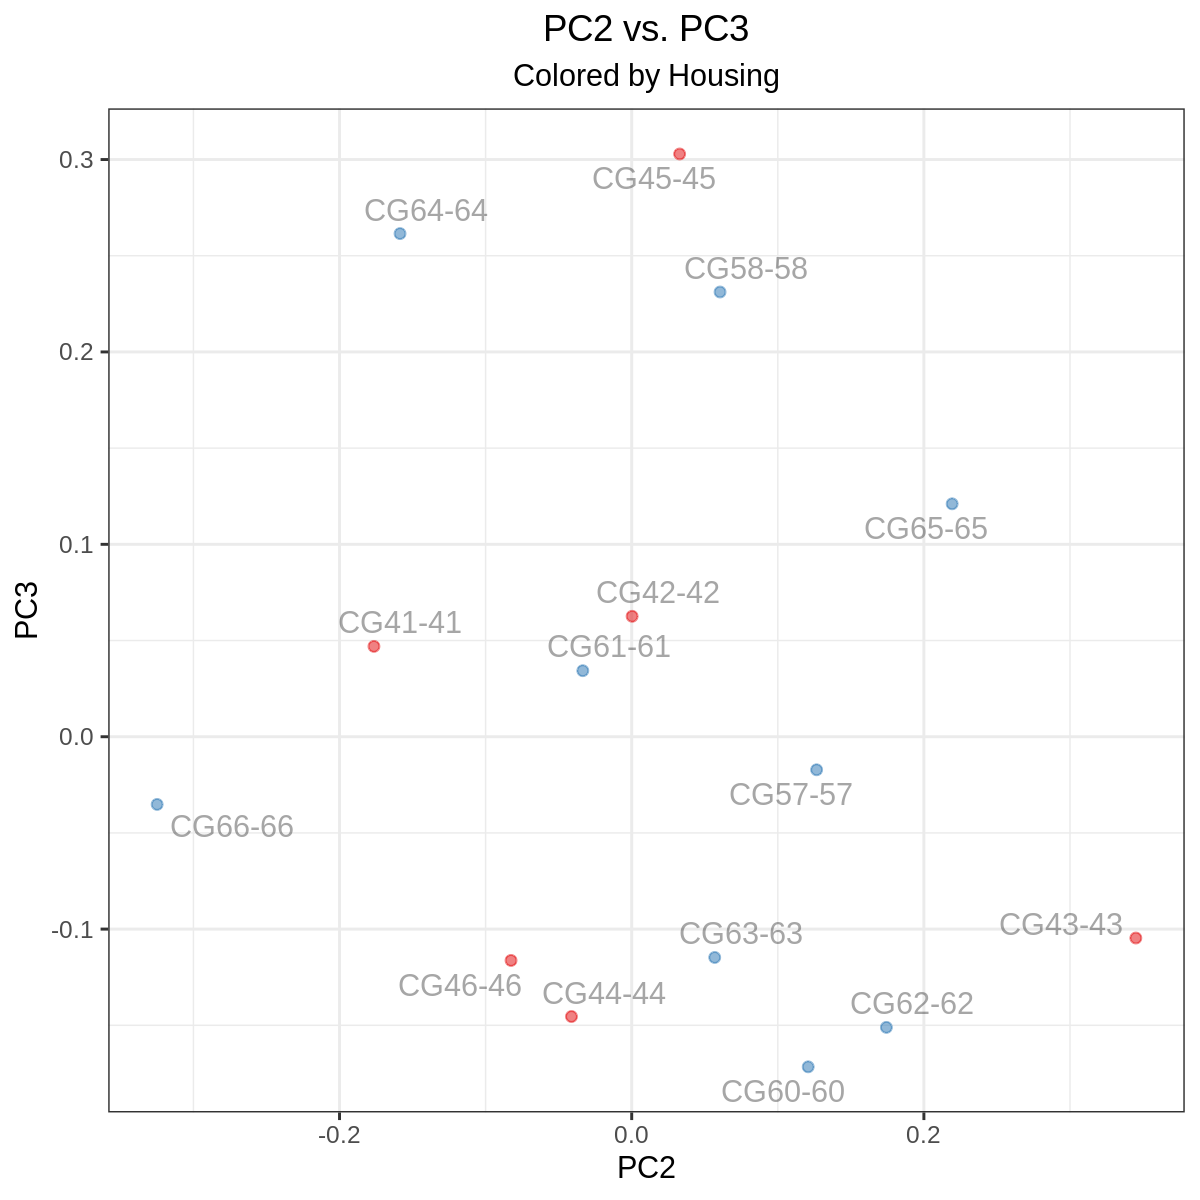 PC2 vs. PC3
Colored by Housing
0.3
0.2
0.1
0.0
-0.1
PC3
CG45-45
CG64-64
CG58-58
CG65-65
CG42-42
CG41-41
CG61-61
CG57-57
CG66-66
CG43-43
CG63-63
CG46-46
CG44-44
CG62-62
CG60-60
-0.2
0.0
0.2
PC2